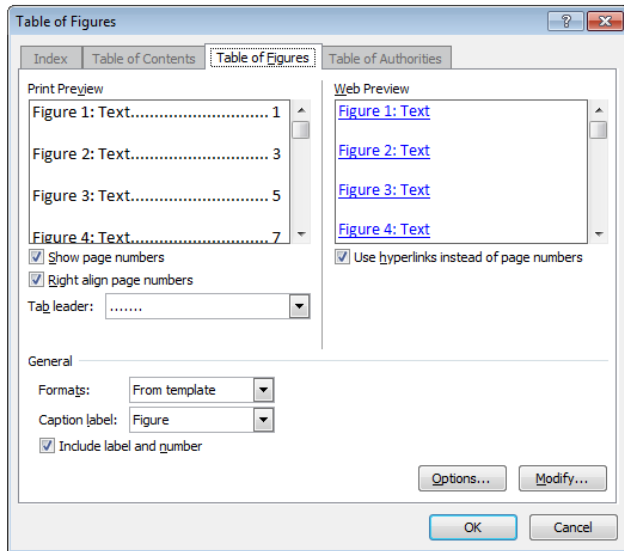 Table of Figures
Index Table of Contents Table of Figures Table of Authorities
Print Preview
Figure 1: Text............................ 1
Figure 2: Text............................ 3
Figure 3: Text............................ 5
Figure 4: Text............................ 7
Show page numbers
Right align page numbers
Tab leader: .......
Web Preview
Figure 1: Text
Figure 2: Text
Figure 3: Text
Figure 4: Text
Use hyperlinks instead of page numbers
General
Formats: From template
Caption label: Figure
Include label and number
Options... Modify...
OK Cancel